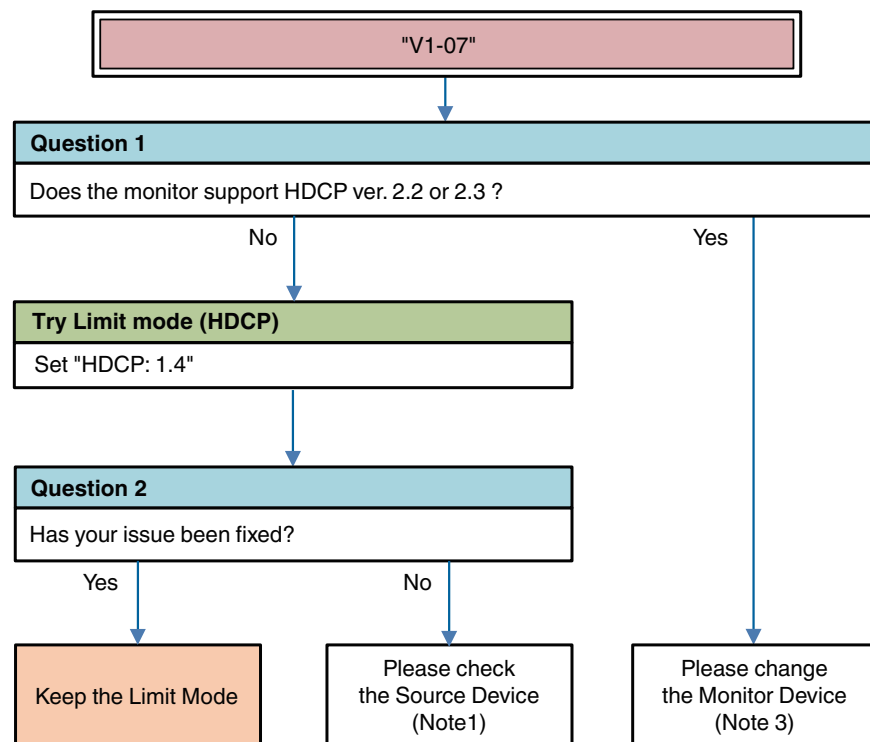 "V1-07"
Question 1
Does the monitor support HDCP ver. 2.2 or 2.3 ?
No
Yes
Try Limit mode (HDCP)
Set "HDCP: 1.4"
Question 2
Has your issue been fixed?
Yes
No
Keep the Limit Mode
Please check
the Source Device
(Note1)
Please change
the Monitor Device
(Note 3)